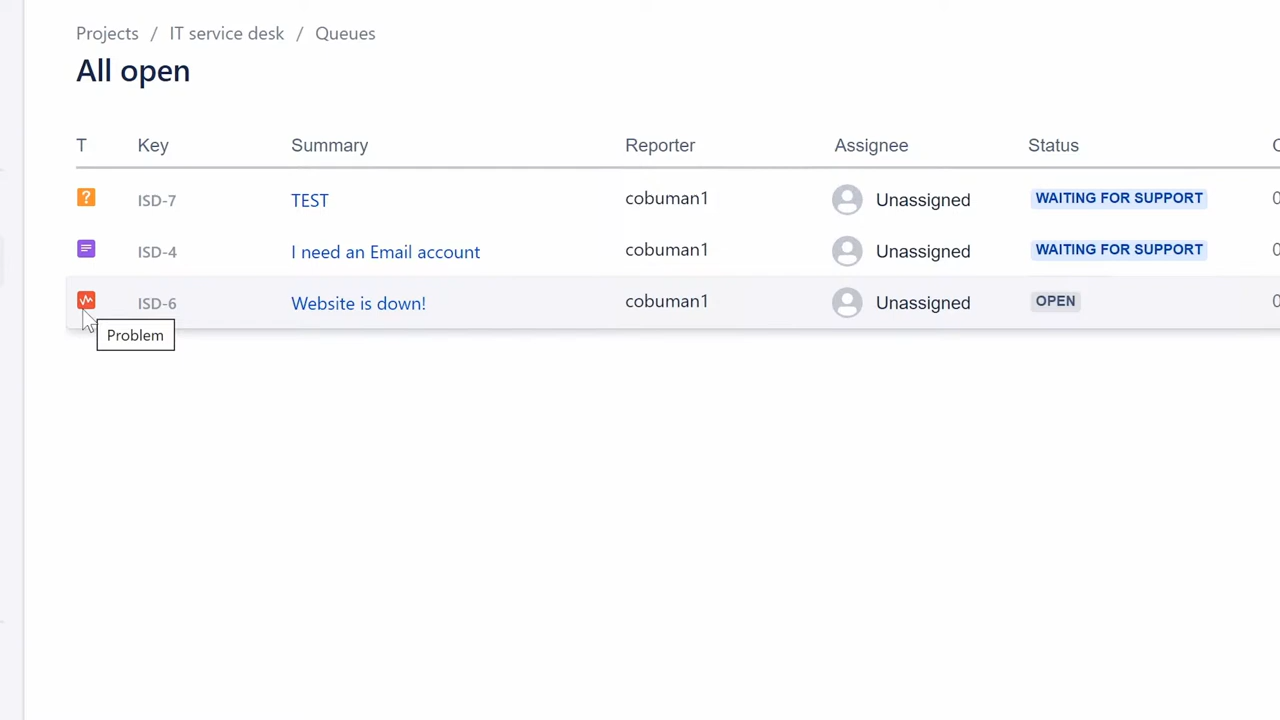 Projects / IT service desk / Queues
All open
T Key Summary Reporter Assignee Status
? ISD-7 TEST cobuman1 Unassigned WAITING FOR SUPPORT
ISD-4 I need an Email account cobuman1 Unassigned WAITING FOR SUPPORT
ISD-6 Website is down! cobuman1 Unassigned OPEN
Problem